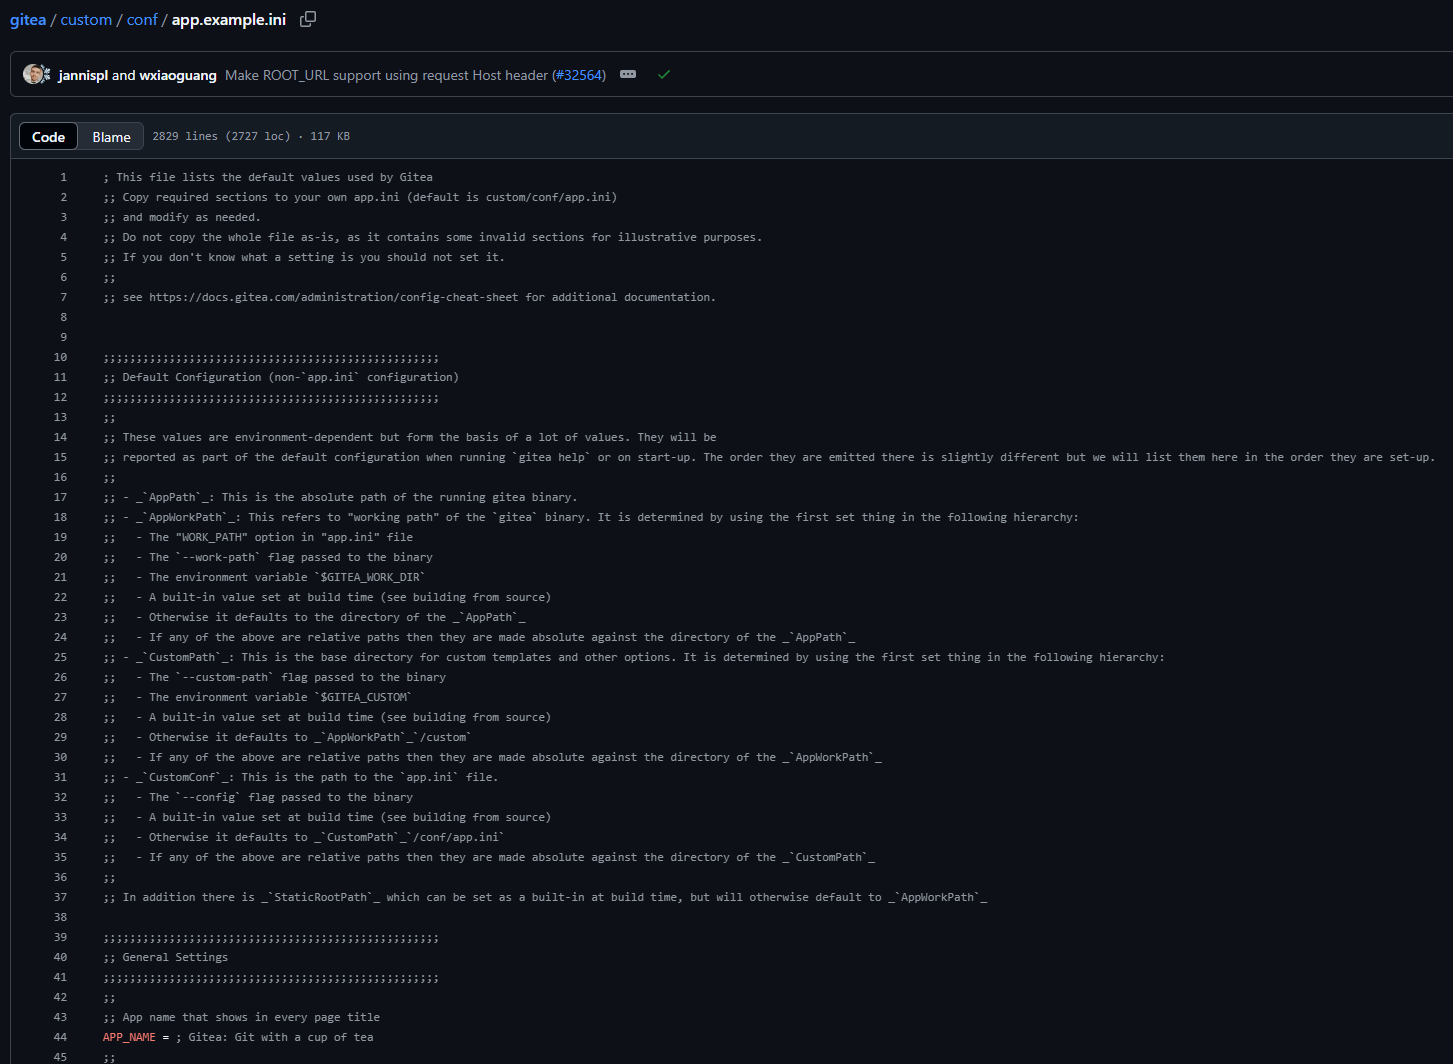 gitea / custom / conf / app.example.ini
jannispl and wxiaoguang Make ROOT_URL support using request Host header (#32564)
Code Blame 2829 lines (2727 loc) · 117 KB
1 ; This file lists the default values used by Gitea
2 ;; Copy required sections to your own app.ini (default is custom/conf/app.ini)
3 ;; and modify as needed.
4 ;; Do not copy the whole file as-is, as it contains some invalid sections for illustrative purposes.
5 ;; If you don't know what a setting is you should not set it.
6 ;;
7 ;; see https://docs.gitea.com/administration/config-cheat-sheet for additional documentation.
8
9
10 ;;;;;;;;;;;;;;;;;;;;;;;;;;;;;;;;;;;;;;;;;;;;;;;;;;;
11 ;; Default Configuration (non-`app.ini` configuration)
12 ;;;;;;;;;;;;;;;;;;;;;;;;;;;;;;;;;;;;;;;;;;;;;;;;;;;
13 ;;
14 ;; These values are environment-dependent but form the basis of a lot of values. They will be
15 ;; reported as part of the default configuration when running `gitea help` or on start-up. The order they are emitted there is slightly different but we will list them here in the order they are set-up.
16 ;;
17 ;; - _`AppPath`_: This is the absolute path of the running gitea binary.
18 ;; - _`AppWorkPath`_: This refers to "working path" of the `gitea` binary. It is determined by using the first set thing in the following hierarchy:
19 ;;   - The "WORK_PATH" option in "app.ini" file
20 ;;   - The `--work-path` flag passed to the binary
21 ;;   - The environment variable `$GITEA_WORK_DIR`
22 ;;   - A built-in value set at build time (see building from source)
23 ;;   - Otherwise it defaults to the directory of the _`AppPath`_
24 ;;   - If any of the above are relative paths then they are made absolute against the directory of the _`AppPath`_
25 ;; - _`CustomPath`_: This is the base directory for custom templates and other options. It is determined by using the first set thing in the following hierarchy:
26 ;;   - The `--custom-path` flag passed to the binary
27 ;;   - The environment variable `$GITEA_CUSTOM`
28 ;;   - A built-in value set at build time (see building from source)
29 ;;   - Otherwise it defaults to _`AppWorkPath`_`/custom`
30 ;;   - If any of the above are relative paths then they are made absolute against the directory of the _`AppWorkPath`_
31 ;; - _`CustomConf`_: This is the path to the `app.ini` file.
32 ;;   - The `--config` flag passed to the binary
33 ;;   - A built-in value set at build time (see building from source)
34 ;;   - Otherwise it defaults to _`CustomPath`_`/conf/app.ini`
35 ;;   - If any of the above are relative paths then they are made absolute against the directory of the _`CustomPath`_
36 ;;
37 ;; In addition there is _`StaticRootPath`_ which can be set as a built-in at build time, but will otherwise default to _`AppWorkPath`_
38
39 ;;;;;;;;;;;;;;;;;;;;;;;;;;;;;;;;;;;;;;;;;;;;;;;;;;;
40 ;; General Settings
41 ;;;;;;;;;;;;;;;;;;;;;;;;;;;;;;;;;;;;;;;;;;;;;;;;;;;
42 ;;
43 ;; App name that shows in every page title
44 APP_NAME = ; Gitea: Git with a cup of tea
45 ;;